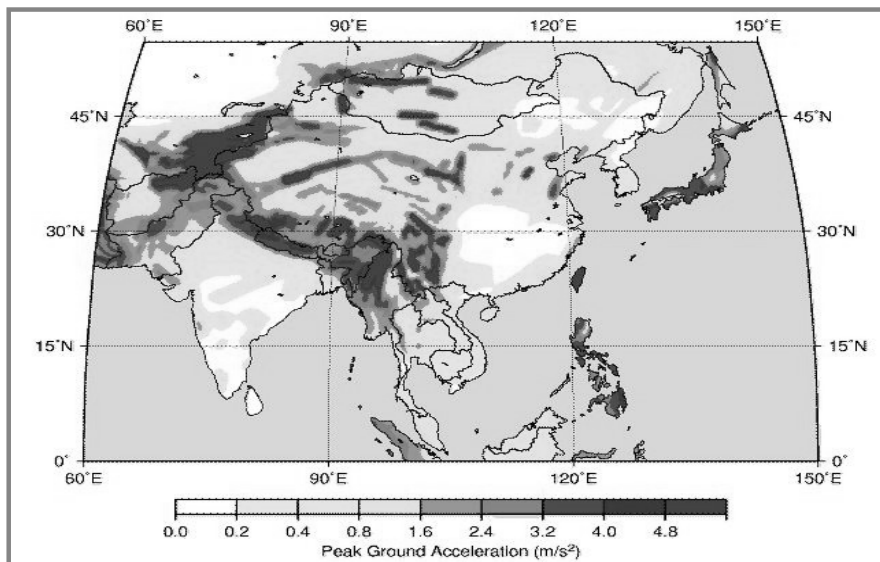 60˚E 90˚E 120˚E 150˚E
45˚N 45˚N
30˚N 30˚N
15˚N 15˚N
0˚ 0˚
60˚E 90˚E 120˚E 150˚E
0.0 0.2 0.4 0.8 1.6 2.4 3.2 4.0 4.8
Peak Ground Acceleration (m/s²)